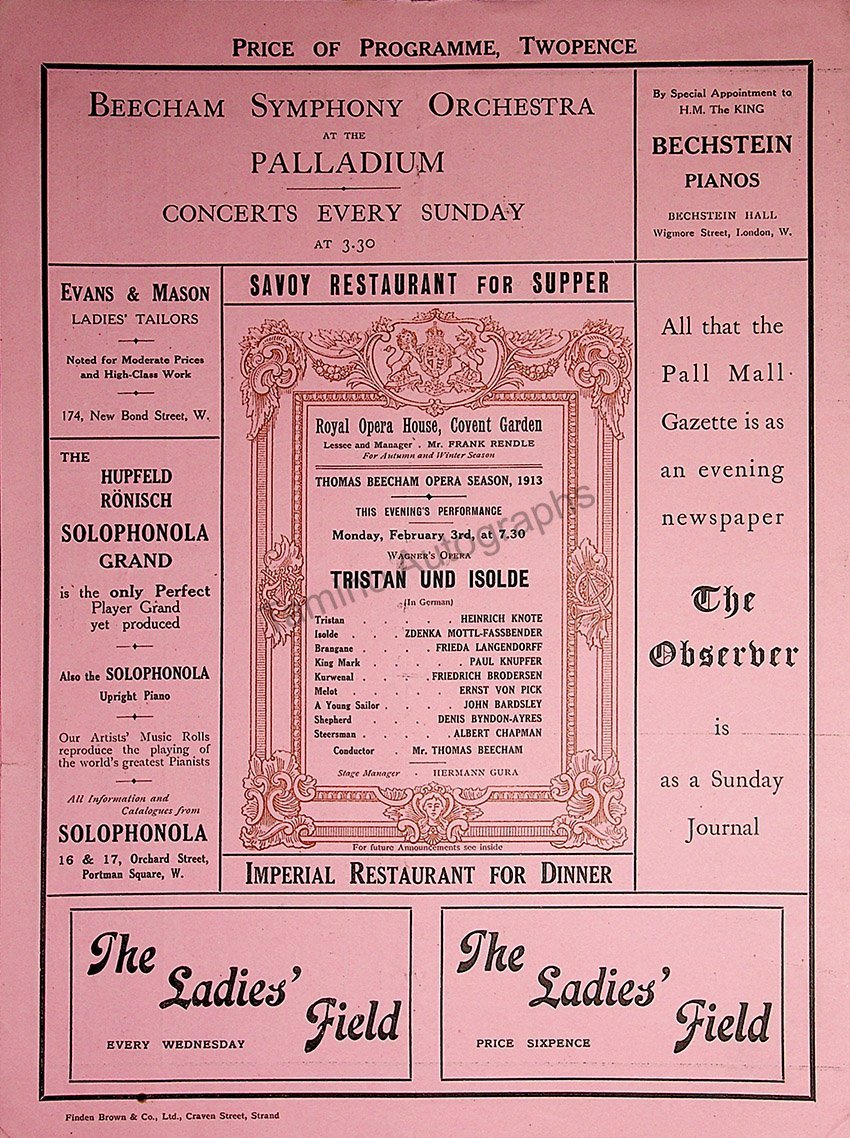 PRICE OF PROGRAMME, TWOPENCE
BEECHAM SYMPHONY ORCHESTRA
AT THE
PALLADIUM
CONCERTS EVERY SUNDAY
AT 3.30
By Special Appointment to
H.M. The KING
BECHSTEIN
PIANOS
BECHSTEIN HALL
Wigmore Street, London, W.
EVANS & MASON
LADIES' TAILORS
Noted for Moderate Prices
and High-Class Work
174, New Bond Street, W.
THE
HUPFELD
RÖNISCH
SOLOPHONOLA
GRAND
is the only Perfect
Player Grand
yet produced
Also the SOLOPHONOLA
Upright Piano
Our Artists' Music Rolls
reproduce the playing of
the world's greatest Pianists
All Information and
Catalogues from
SOLOPHONOLA
16 & 17, Orchard Street,
Portman Square, W.
SAVOY RESTAURANT FOR SUPPER
Royal Opera House, Covent Garden
Lessee and Manager . Mr. FRANK RENDLE
For Autumn and Winter Season
THOMAS BEECHAM OPERA SEASON, 1913
THIS EVENING'S PERFORMANCE
Monday, February 3rd, at 7.30
WAGNER'S OPERA
TRISTAN UND ISOLDE
(In German)
Tristan . . . . . HEINRICH KNOTE
Isolde . . . . ZDENKA MOTTL-FASSBENDER
Brangane . . . . . FRIEDA LANGENDORFF
King Mark . . . . . . PAUL KNUPFER
Kurwenal . . . . . FRIEDRICH BRODERSEN
Melot . . . . . . ERNST VON PICK
A Young Sailor . . . . . JOHN BARDSLEY
Shepherd . . . . . DENIS BYNDON-AYRES
Steersman . . . . . ALBERT CHAPMAN
Conductor . Mr. THOMAS BEECHAM
Stage Manager . HERMANN GURA
For future Announcements see inside
IMPERIAL RESTAURANT FOR DINNER
Tamino Autographs
All that the
Pall Mall
Gazette is as
an evening
newspaper
The
Observer
is
as a Sunday
Journal
The
Ladies'
Field
EVERY WEDNESDAY
The
Ladies'
Field
PRICE SIXPENCE
Finden Brown & Co., Ltd., Craven Street, Strand